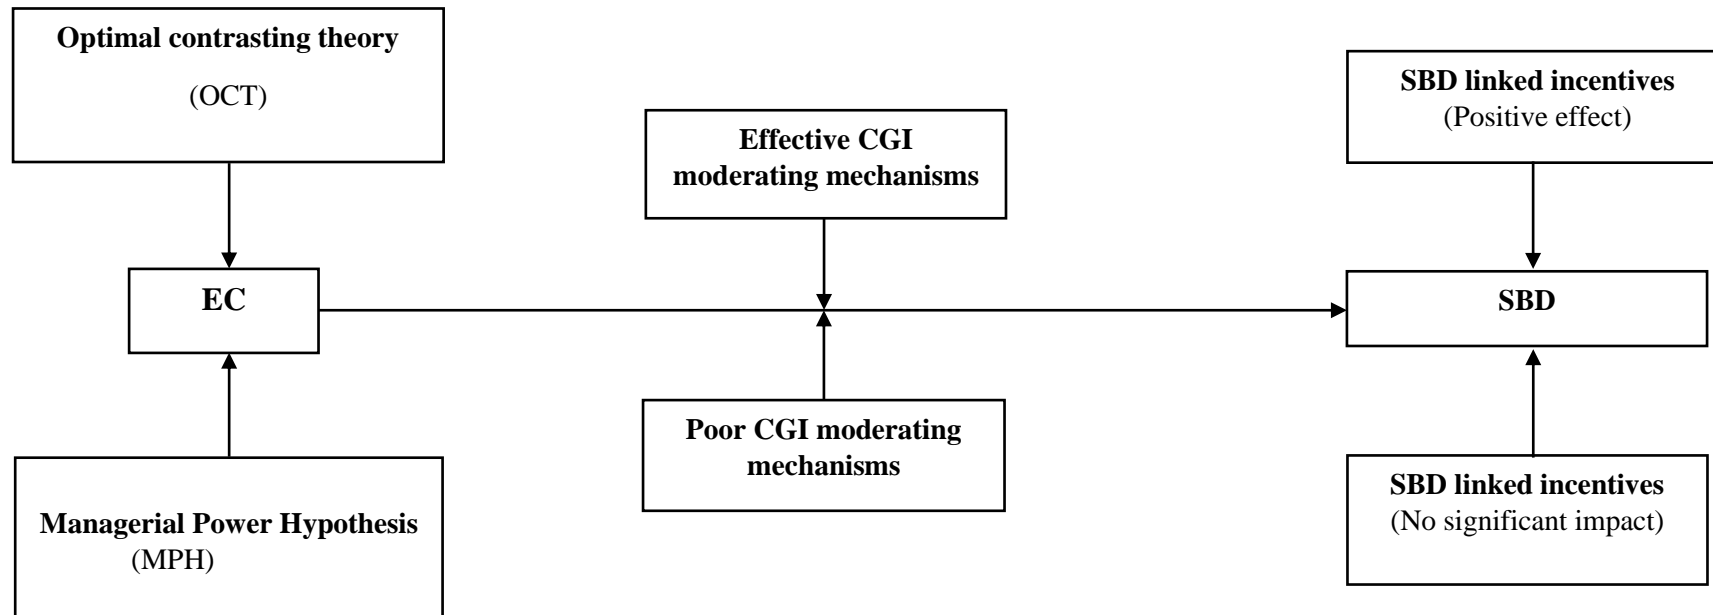 Optimal contrasting theory
(OCT)
SBD linked incentives
(Positive effect)
Effective CGI
moderating mechanisms
EC
SBD
Poor CGI moderating
mechanisms
SBD linked incentives
(No significant impact)
Managerial Power Hypothesis
(MPH)